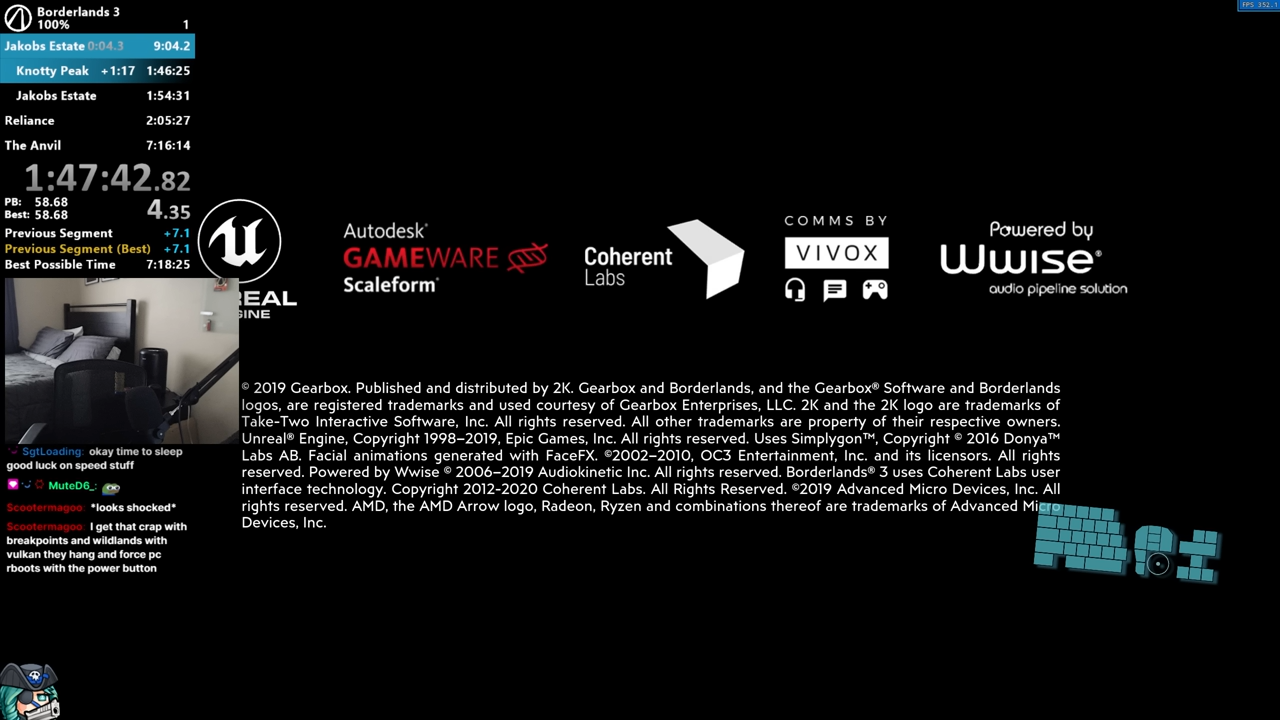 FPS 352.1
Borderlands 3
100% 1
Jakobs Estate 0:04.3 9:04.2
Knotty Peak +1:17 1:46:25
Jakobs Estate 1:54:31
Reliance 2:05:27
The Anvil 7:16:14
1:47:42.82
PB: 58.68
Best: 58.68
4.35
Previous Segment +7.1
Previous Segment (Best) +7.1
Best Possible Time 7:18:25
REAL
GINE
Autodesk®
GAMEWARE
Scaleform®
Coherent
Labs
COMMS BY
VIVOX
Powered by
Wwise®
audio pipeline solution
© 2019 Gearbox. Published and distributed by 2K. Gearbox and Borderlands, and the Gearbox® Software and Borderlands
logos, are registered trademarks and used courtesy of Gearbox Enterprises, LLC. 2K and the 2K logo are trademarks of
Take-Two Interactive Software, Inc. All rights reserved. All other trademarks are property of their respective owners.
Unreal® Engine, Copyright 1998–2019, Epic Games, Inc. All rights reserved. Uses Simplygon™, Copyright © 2016 Donya™
Labs AB. Facial animations generated with FaceFX. ©2002–2010, OC3 Entertainment, Inc. and its licensors. All rights
reserved. Powered by Wwise © 2006–2019 Audiokinetic Inc. All rights reserved. Borderlands® 3 uses Coherent Labs user
interface technology. Copyright 2012-2020 Coherent Labs. All Rights Reserved. ©2019 Advanced Micro Devices, Inc. All
rights reserved. AMD, the AMD Arrow logo, Radeon, Ryzen and combinations thereof are trademarks of Advanced Micro
Devices, Inc.
SgtLoading: okay time to sleep
good luck on speed stuff
MuteD6_:
Scootermagoo: *looks shocked*
Scootermagoo: I get that crap with
breakpoints and wildlands with
vulkan they hang and force pc
rboots with the power button